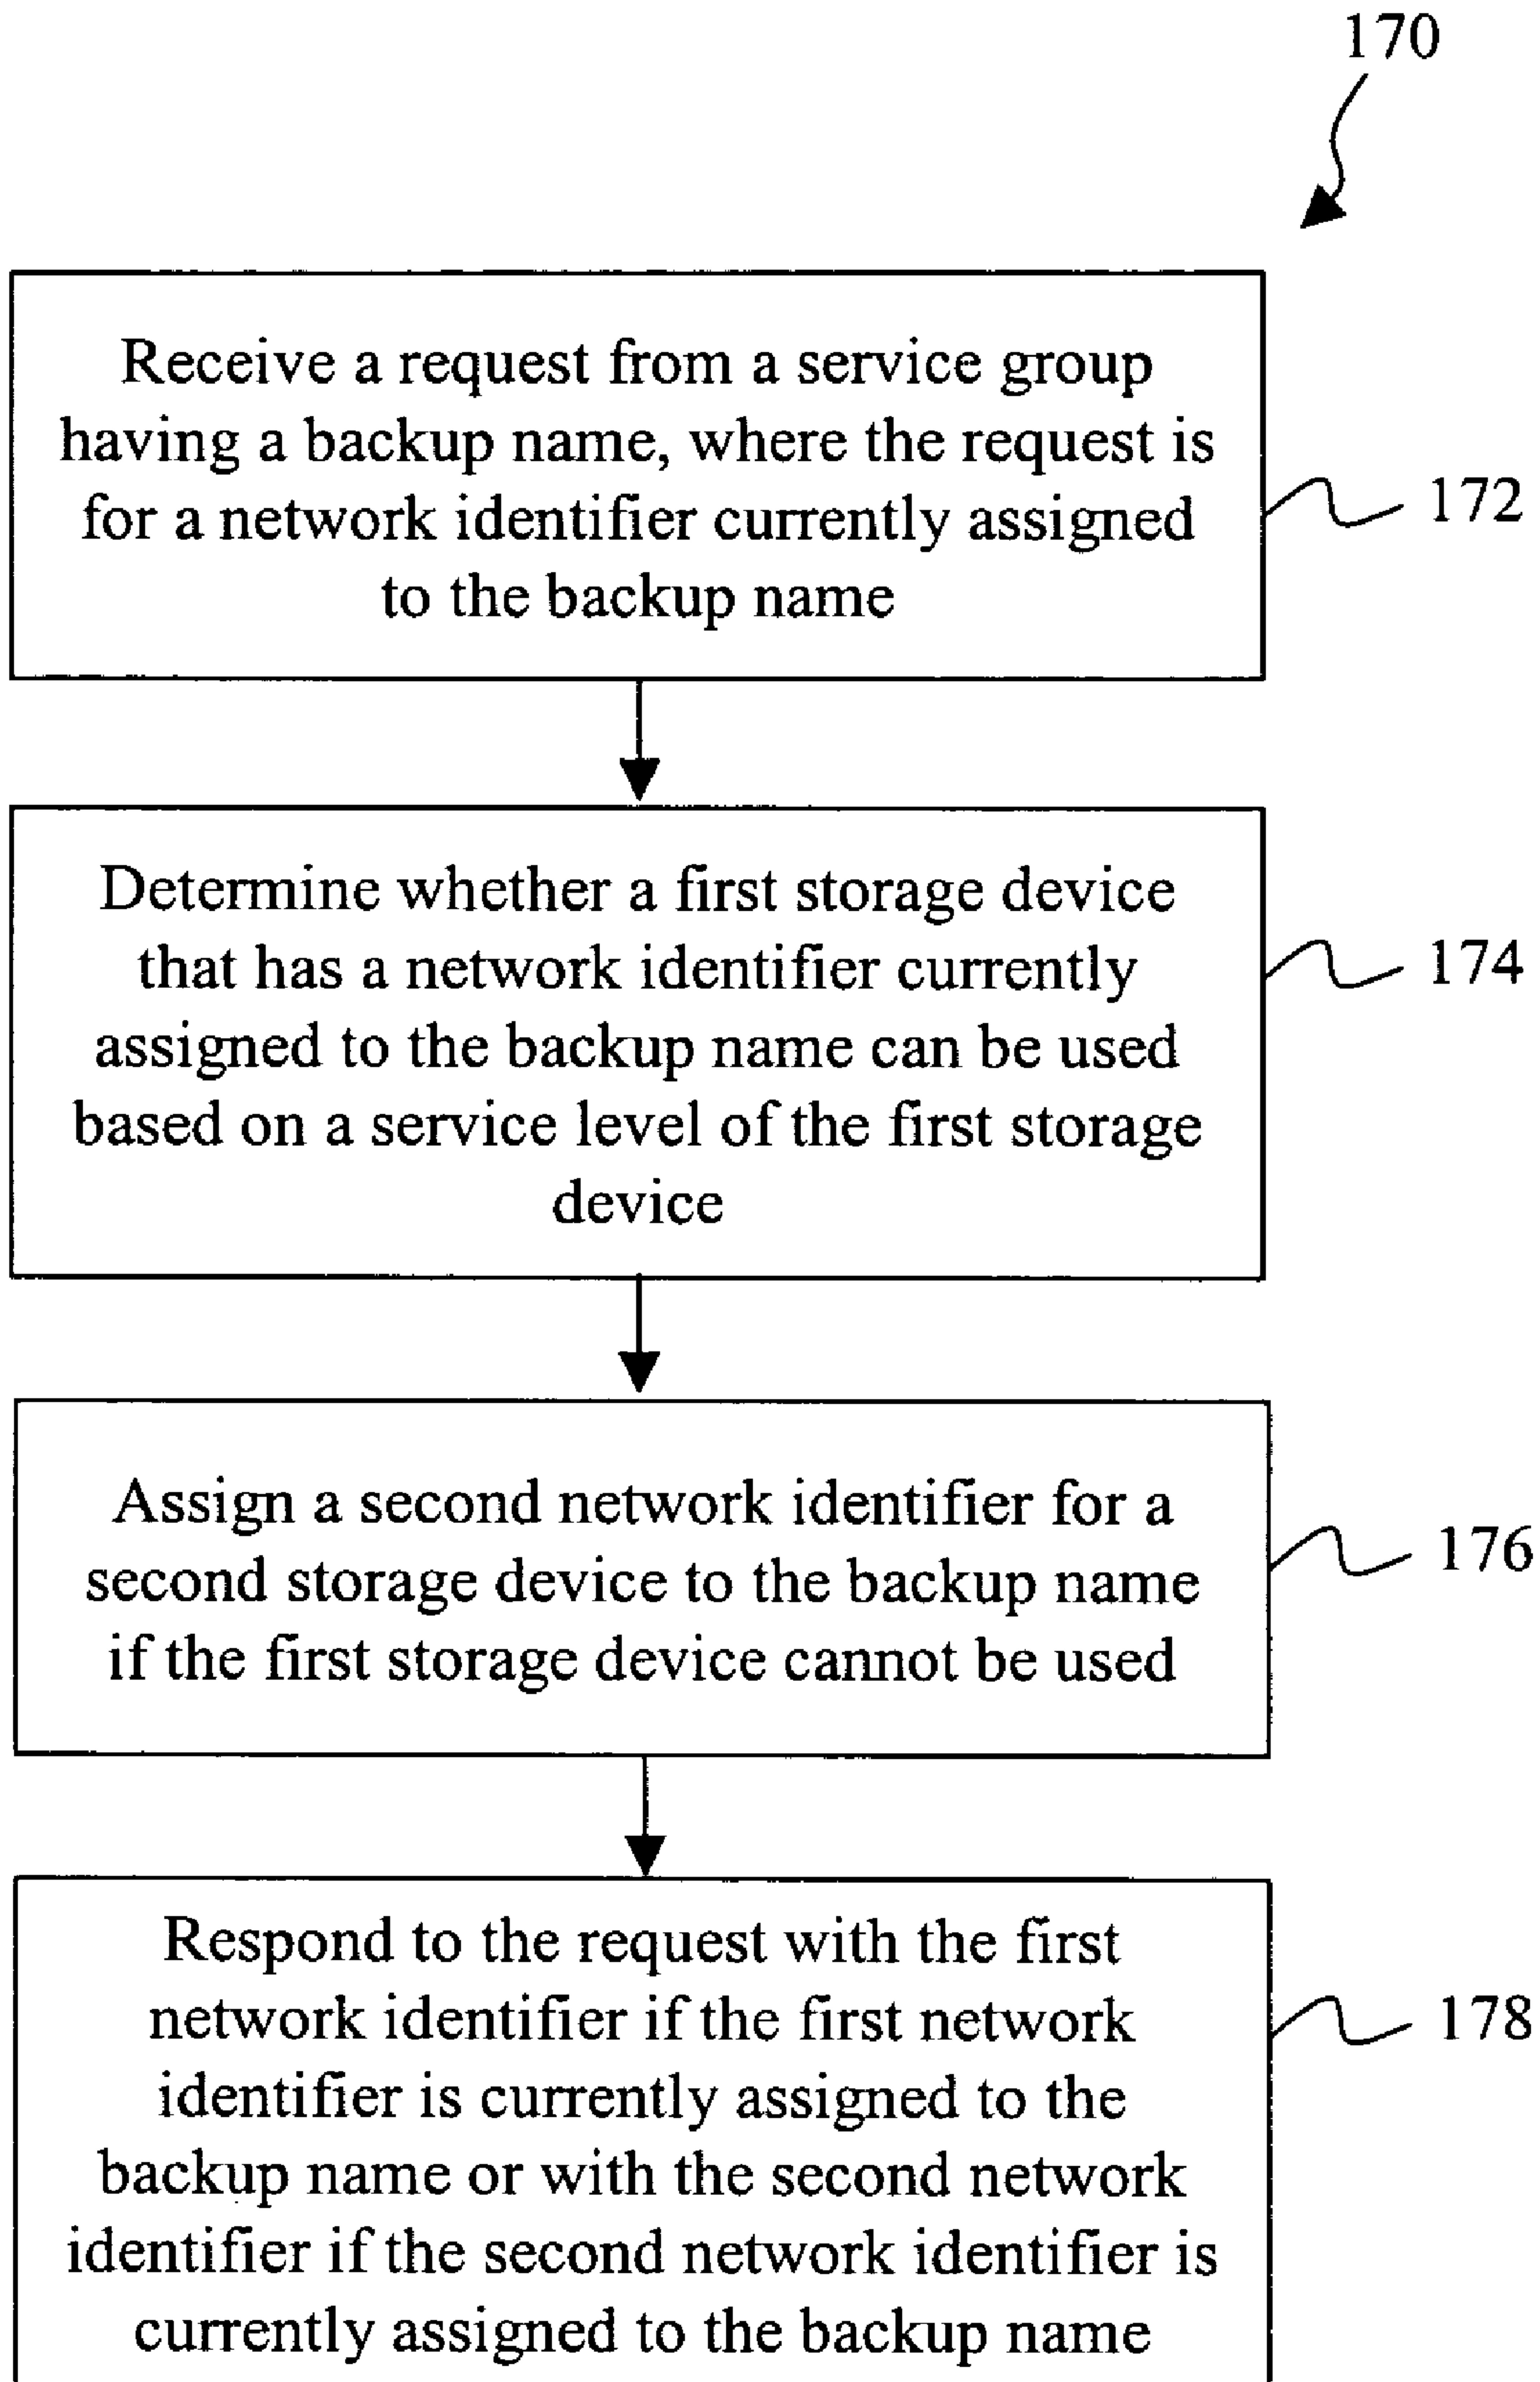 170
Receive a request from a service group
having a backup name, where the request is
for a network identifier currently assigned
to the backup name
172
Determine whether a first storage device
that has a network identifier currently
assigned to the backup name can be used
based on a service level of the first storage
device
174
Assign a second network identifier for a
second storage device to the backup name
if the first storage device cannot be used
176
Respond to the request with the first
network identifier if the first network
identifier is currently assigned to the
backup name or with the second network
identifier if the second network identifier is
currently assigned to the backup name
178